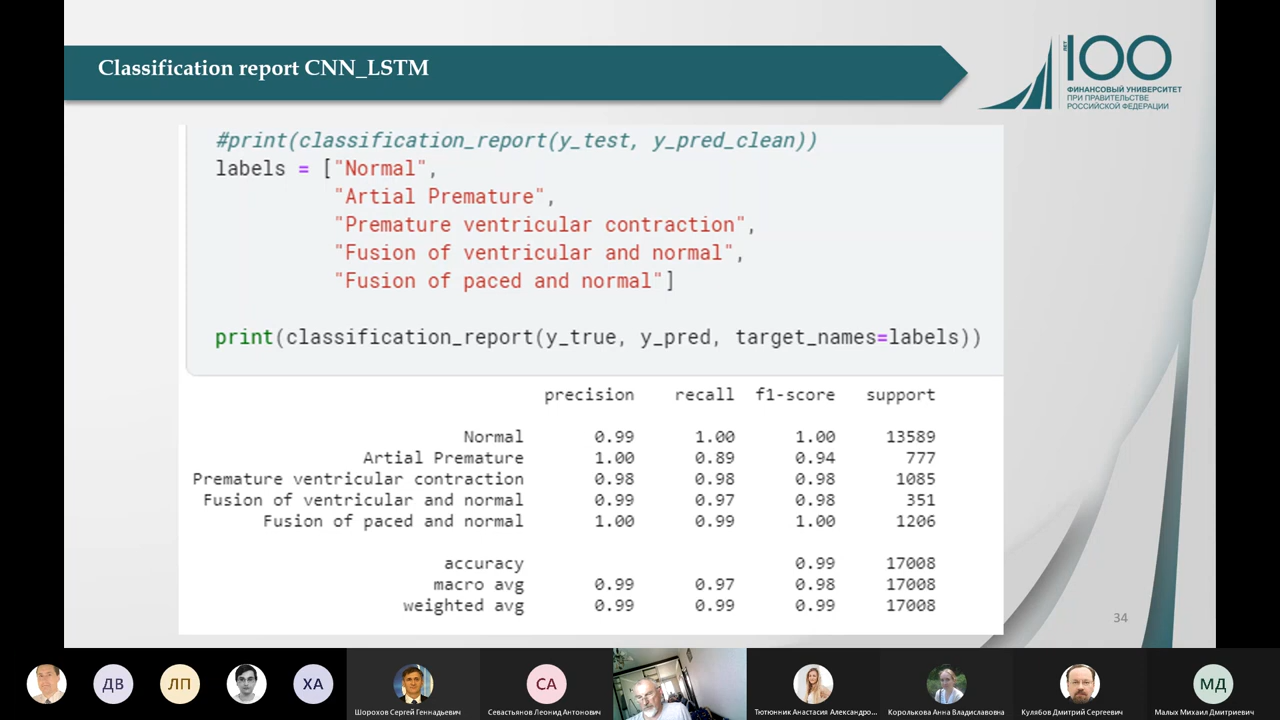 Classification report CNN_LSTM
ЛЕТ
100
ФИНАНСОВЫЙ УНИВЕРСИТЕТ
ПРИ ПРАВИТЕЛЬСТВЕ
РОССИЙСКОЙ ФЕДЕРАЦИИ
#print(classification_report(y_test, y_pred_clean))
labels = ["Normal",
"Artial Premature",
"Premature ventricular contraction",
"Fusion of ventricular and normal",
"Fusion of paced and normal"]
print(classification_report(y_true, y_pred, target_names=labels))
precision recall f1-score support
Normal 0.99 1.00 1.00 13589
Artial Premature 1.00 0.89 0.94 777
Premature ventricular contraction 0.98 0.98 0.98 1085
Fusion of ventricular and normal 0.99 0.97 0.98 351
Fusion of paced and normal 1.00 0.99 1.00 1206
accuracy 0.99 17008
macro avg 0.99 0.97 0.98 17008
weighted avg 0.99 0.99 0.99 17008
34
ДВ
ЛП
ХА
Шорохов Сергей Геннадьевич
СА
Севастьянов Леонид Антонович
Тютюнник Анастасия Александро...
Королькова Анна Владиславовна
Кулябов Дмитрий Сергеевич
МД
Малых Михаил Дмитриевич